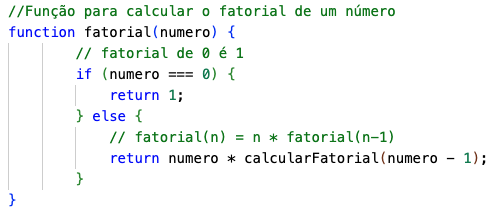 //Função para calcular o fatorial de um número
function fatorial(numero) {
        // fatorial de 0 é 1
        if (numero === 0) {
            return 1;
        } else {
            // fatorial(n) = n * fatorial(n-1)
            return numero * calcularFatorial(numero - 1);
        }
}